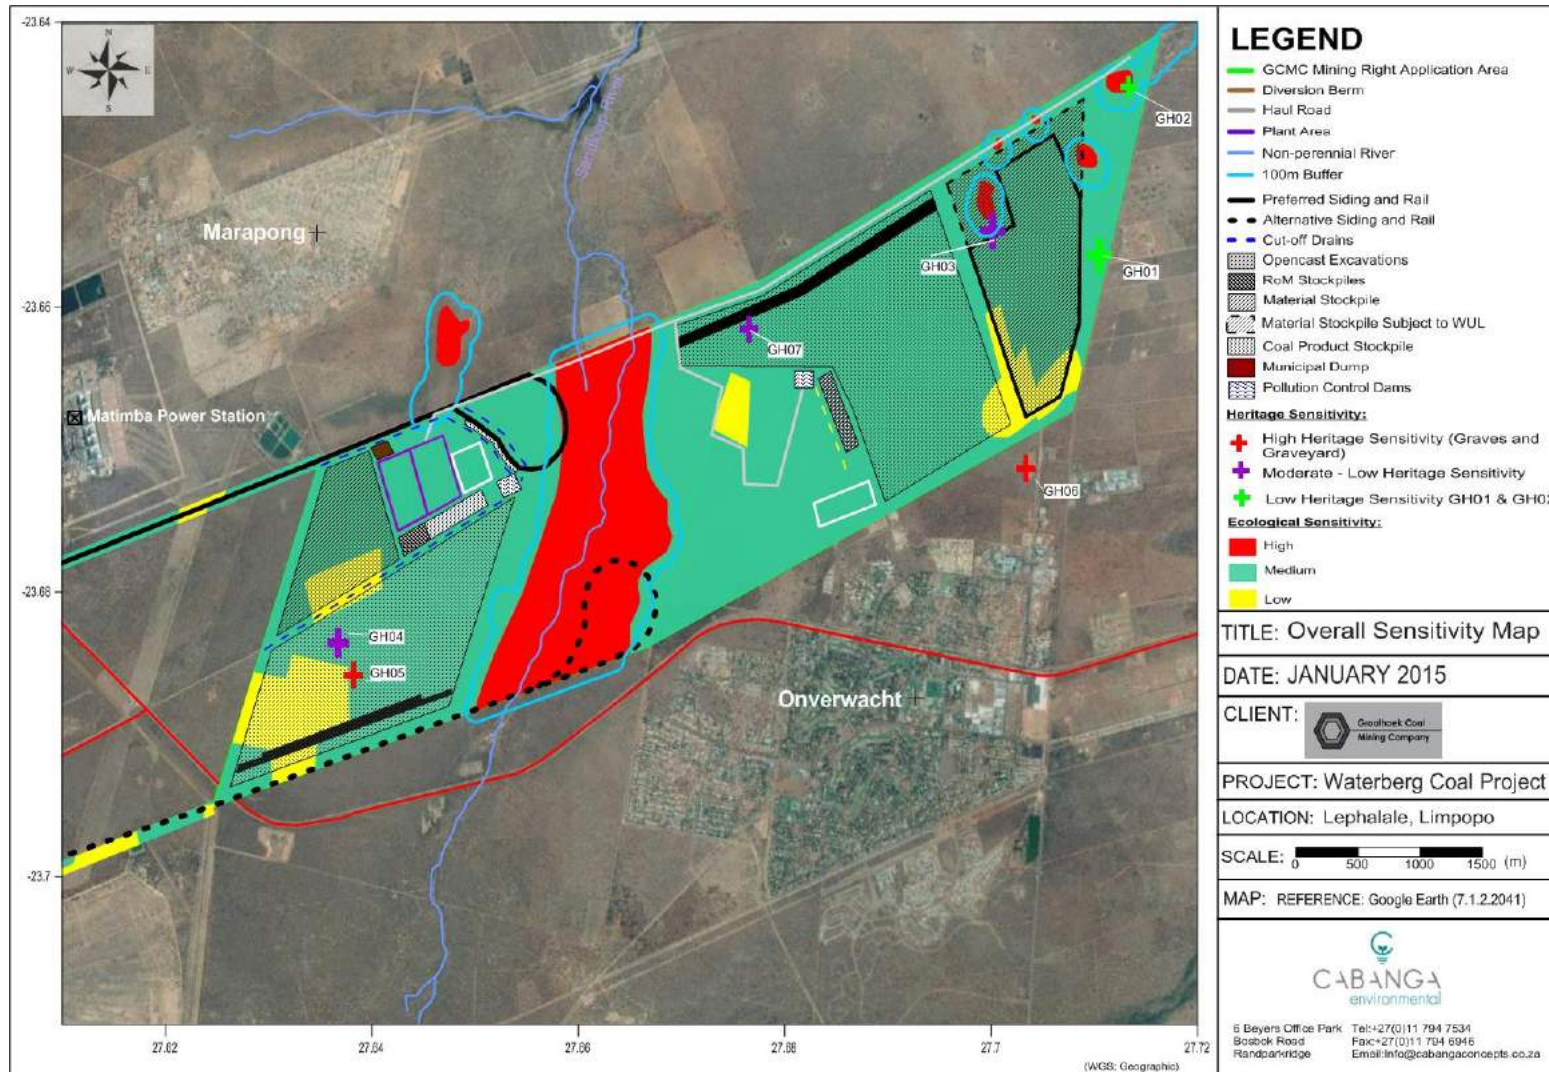 -23.64
-23.66
-23.68
-23.7
27.62
27.64
27.66
27.68
27.7
27.72
(WGS: Geographic)
N
W
E
S
Marapong
Matimba Power Station
Onverwacht
GH02
GH01
GH03
GH07
GH06
GH04
GH05
LEGEND
GCMC Mining Right Application Area
Diversion Berm
Haul Road
Plant Area
Non-perennial River
100m Buffer
Preferred Siding and Rail
Alternative Siding and Rail
Cut-off Drains
Opencast Excavations
RoM Stockpiles
Material Stockpile
Material Stockpile Subject to WUL
Coal Product Stockpile
Municipal Dump
Pollution Control Dams
Heritage Sensitivity:
High Heritage Sensitivity (Graves and
Graveyard)
Moderate - Low Heritage Sensitivity
Low Heritage Sensitivity GH01 & GH02
Ecological Sensitivity:
High
Medium
Low
TITLE: Overall Sensitivity Map
DATE: JANUARY 2015
CLIENT:
Groothoek Coal
Mining Company
PROJECT: Waterberg Coal Project
LOCATION: Lephalale, Limpopo
SCALE: 0 500 1000 1500 (m)
MAP: REFERENCE: Google Earth (7.1.2.2041)
CABANGA
environmental
6 Beyers Office Park Tel:+27(0)11 794 7534
Bosbok Road Fax:+27(0)11 794 6946
Randparkridge Email:info@cabangaconcepts.co.za